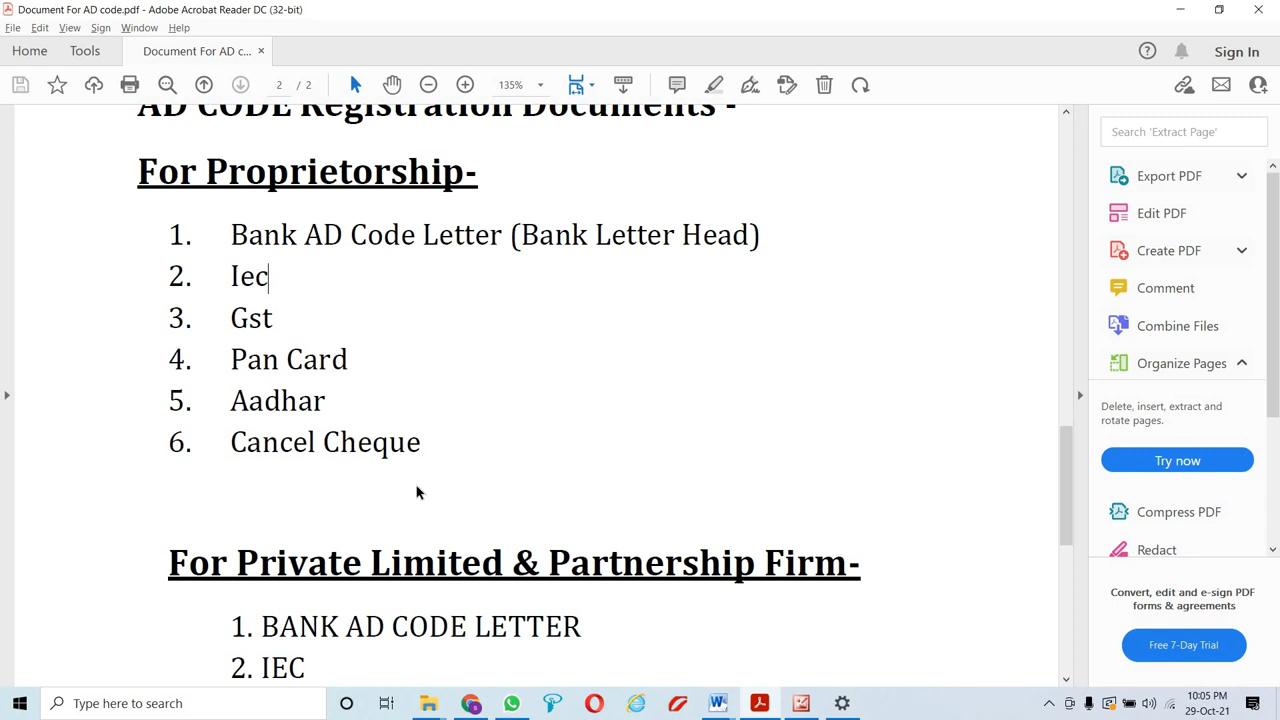 Document For AD code.pdf - Adobe Acrobat Reader DC (32-bit)
File Edit View Sign Window Help
Home Tools Document For AD c... × Sign In
2 / 2 135%
AD CODE Registration Documents -
For Proprietorship-
1. Bank AD Code Letter (Bank Letter Head)
2. Iec
3. Gst
4. Pan Card
5. Aadhar
6. Cancel Cheque
For Private Limited & Partnership Firm-
1. BANK AD CODE LETTER
2. IEC
Search 'Extract Page'
Export PDF
Edit PDF
Create PDF
Comment
Combine Files
Organize Pages
Delete, insert, extract and
rotate pages.
Try now
Compress PDF
Redact
Convert, edit and e-sign PDF
forms & agreements
Free 7-Day Trial
Type here to search
10:05 PM
29-Oct-21